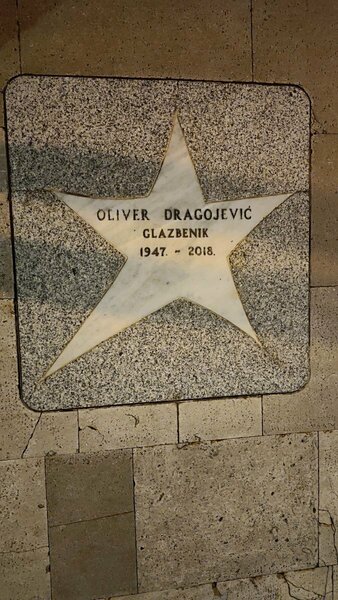 OLIVER DRAGOJEVIĆ
GLAZBENIK
1947. - 2018.